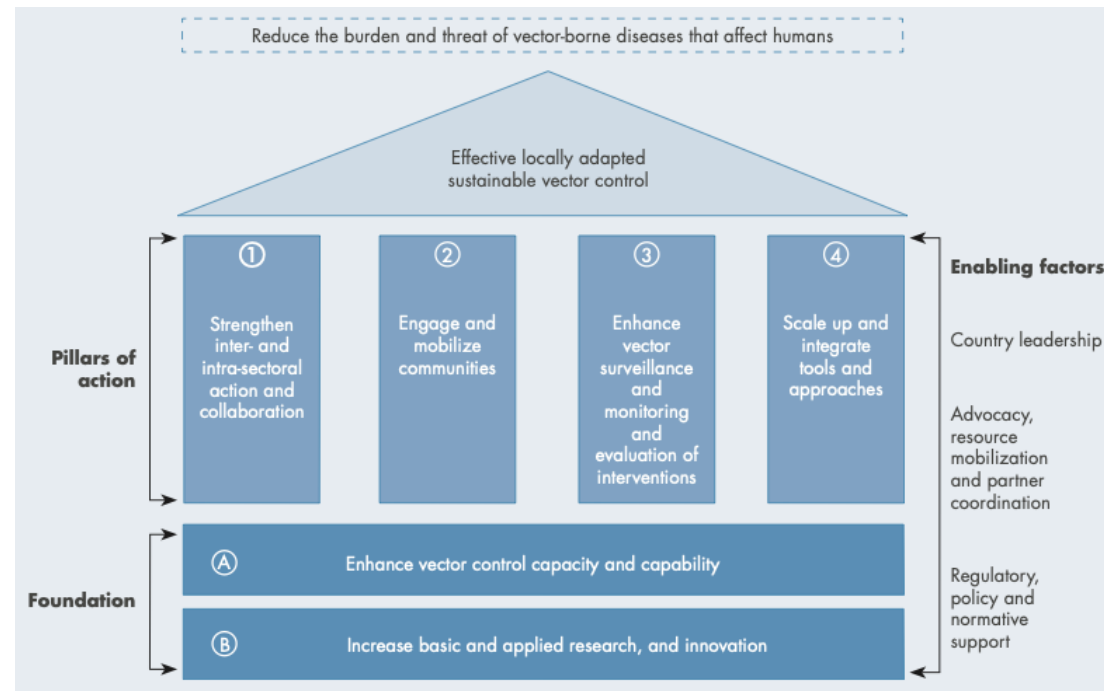 Reduce the burden and threat of vector-borne diseases that affect humans
Effective locally adapted
sustainable vector control
Pillars of
action
1
Strengthen
inter- and
intra-sectoral
action and
collaboration
2
Engage and
mobilize
communities
3
Enhance
vector
surveillance
and
monitoring
and
evaluation of
interventions
4
Scale up and
integrate
tools and
approaches
Enabling factors
Country leadership
Advocacy,
resource
mobilization
and partner
coordination
Regulatory,
policy and
normative
support
Foundation
A
Enhance vector control capacity and capability
B
Increase basic and applied research, and innovation